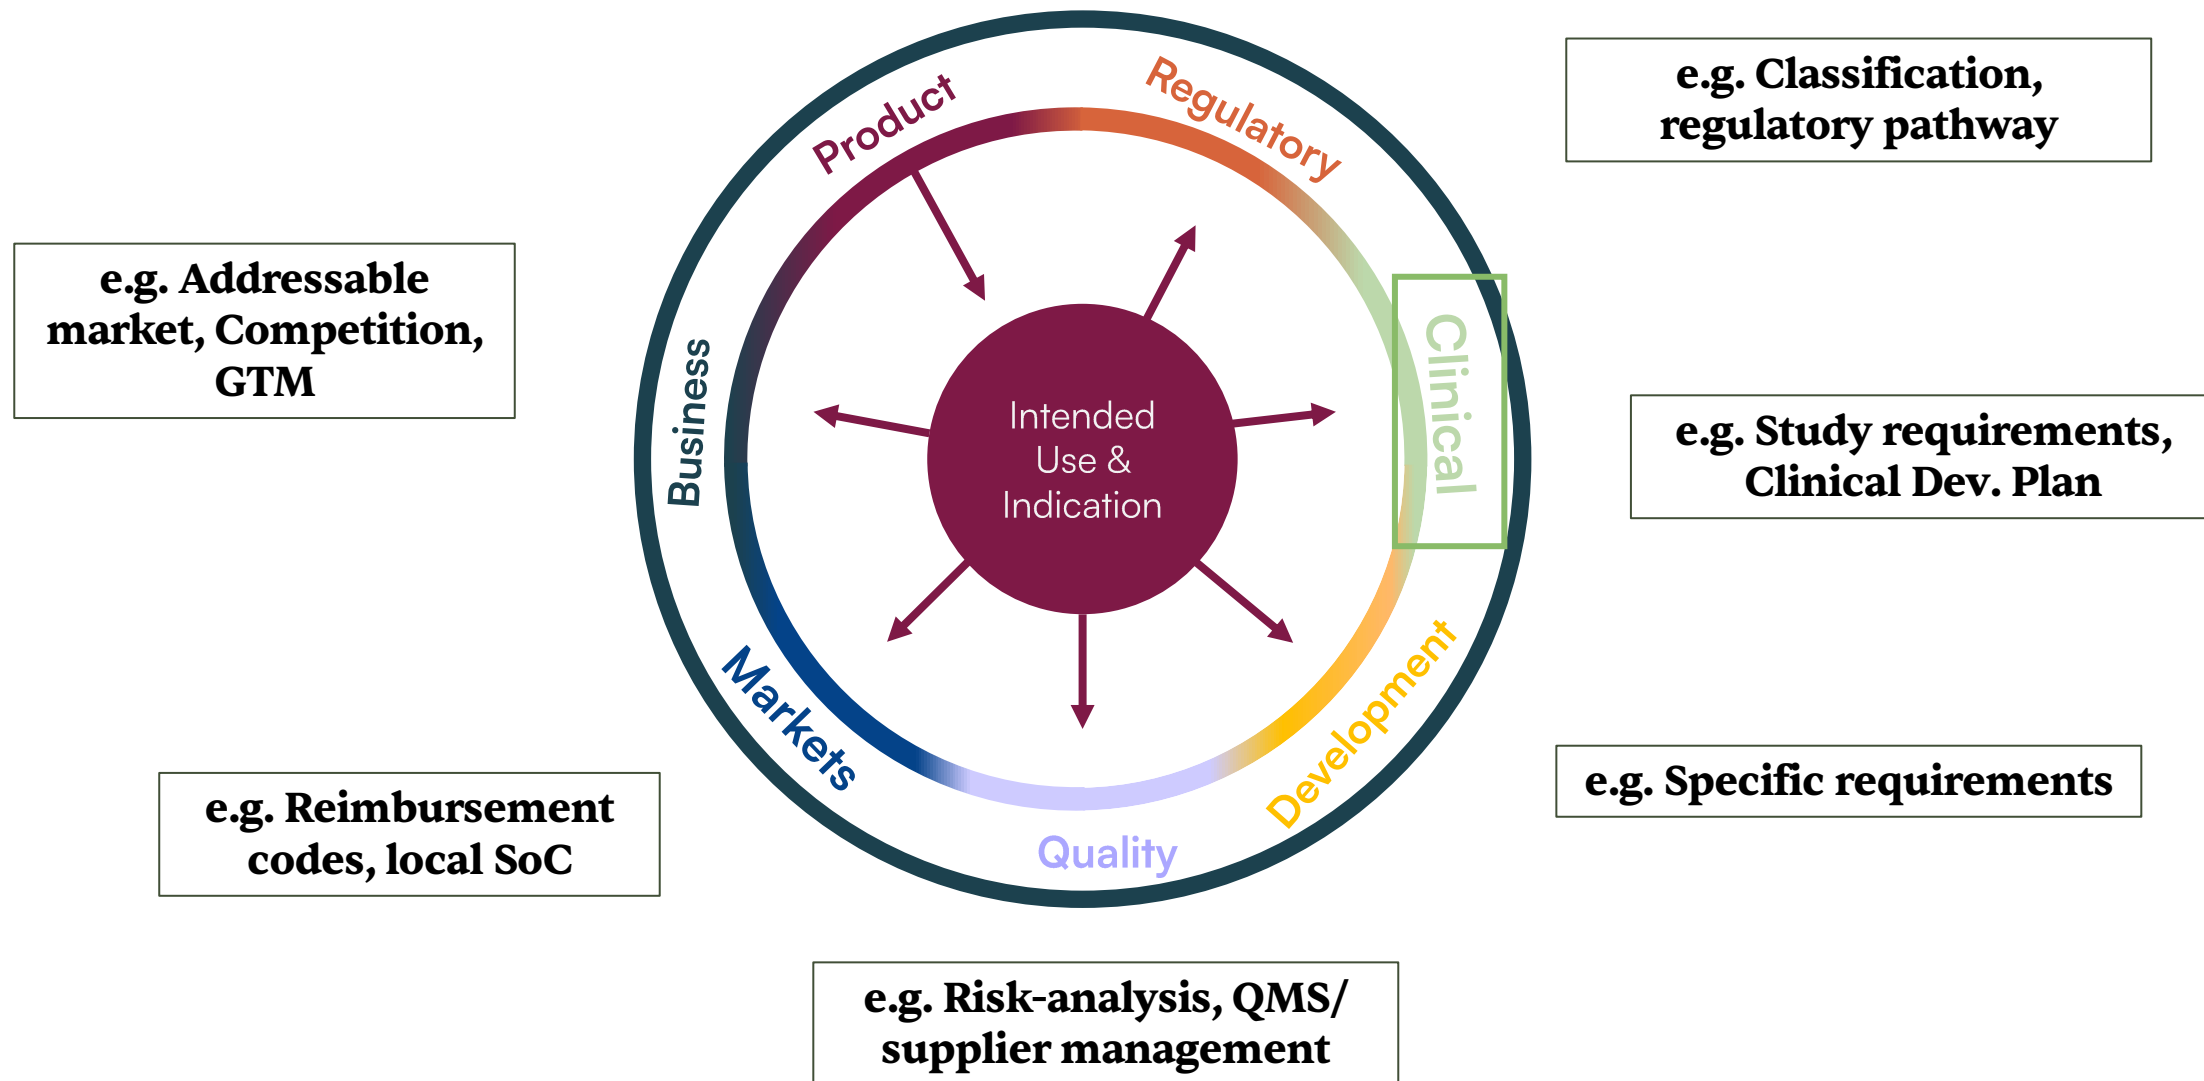 Product
Regulatory
e.g. Classification,
regulatory pathway
e.g. Addressable
market, Competition,
GTM
Business
Intended
Use &
Indication
Clinical
e.g. Study requirements,
Clinical Dev. Plan
Markets
Development
e.g. Specific requirements
e.g. Reimbursement
codes, local SoC
Quality
e.g. Risk-analysis, QMS/
supplier management